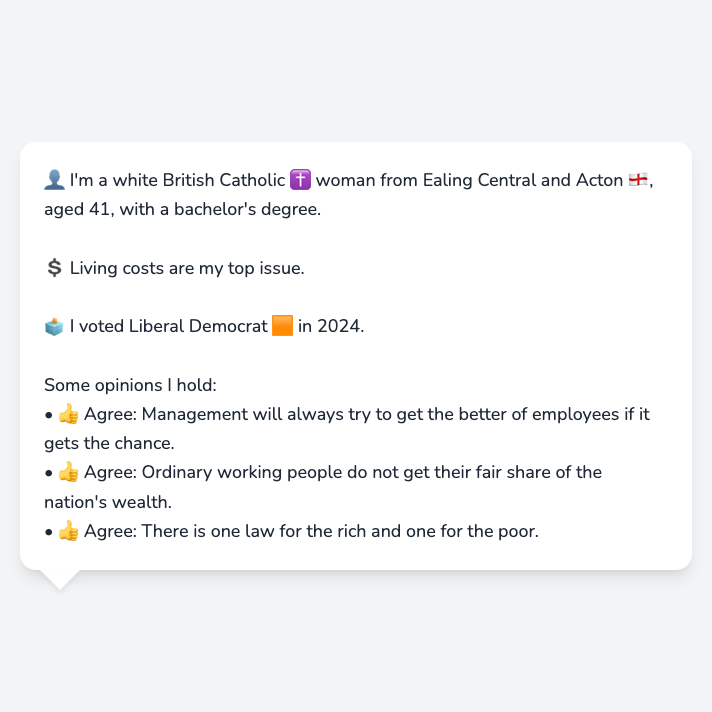 👤 I'm a white British Catholic ✝️ woman from Ealing Central and Acton 🏴󠁧󠁢󠁥󠁮󠁧󠁿,
aged 41, with a bachelor's degree.
💲 Living costs are my top issue.
🗳️ I voted Liberal Democrat 🟧 in 2024.
Some opinions I hold:
• 👍 Agree: Management will always try to get the better of employees if it
gets the chance.
• 👍 Agree: Ordinary working people do not get their fair share of the
nation's wealth.
• 👍 Agree: There is one law for the rich and one for the poor.